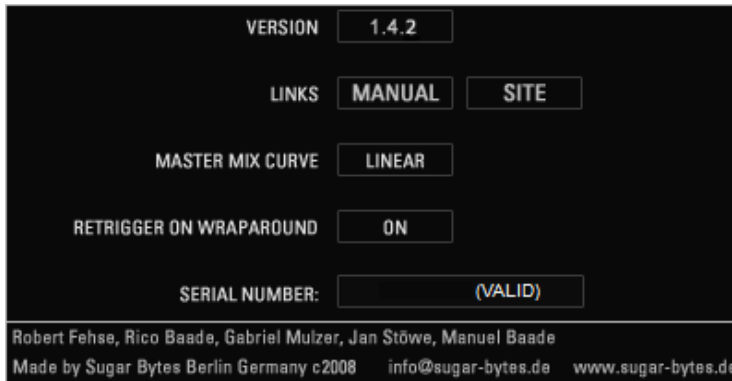 VERSION 1.4.2
LINKS MANUAL SITE
MASTER MIX CURVE LINEAR
RETRIGGER ON WRAPAROUND ON
SERIAL NUMBER: (VALID)
Robert Fehse, Rico Baade, Gabriel Mulzer, Jan Stöwe, Manuel Baade
Made by Sugar Bytes Berlin Germany c2008 info@sugar-bytes.de www.sugar-bytes.de